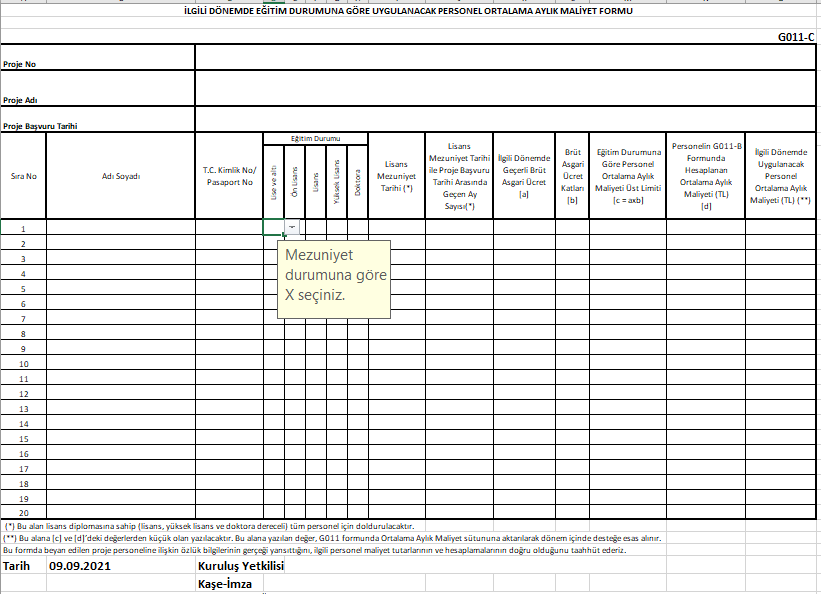 İLGİLİ DÖNEMDE EĞİTİM DURUMUNA GÖRE UYGULANACAK PERSONEL ORTALAMA AYLIK MALİYET FORMU
G011-C
Proje No
Proje Adı
Proje Başvuru Tarihi
Sıra No
Adı Soyadı
T.C. Kimlik No/
Pasaport No
Eğitim Durumu
Lise ve altı
Ön Lisans
Lisans
Yüksek Lisans
Doktora
Lisans
Mezuniyet
Tarihi (*)
Lisans
Mezuniyet Tarihi
ile Proje Başvuru
Tarihi Arasında
Geçen Ay
Sayısı(*)
İlgili Dönemde
Geçerli Brüt
Asgari Ücret
[a]
Brüt
Asgari
Ücret
Katları
[b]
Eğitim Durumuna
Göre Personel
Ortalama Aylık
Maliyeti Üst Limiti
[c = axb]
Personelin G011-B
Formunda
Hesaplanan
Ortalama Aylık
Maliyeti (TL)
[d]
İlgili Dönemde
Uygulanacak
Personel
Ortalama Aylık
Maliyeti (TL) (**)
1
2
3
4
5
6
7
8
9
10
11
12
13
14
15
16
17
18
19
20
Mezuniyet
durumuna göre
X seçiniz.
(*) Bu alan lisans diplomasına sahip (lisans, yüksek lisans ve doktora dereceli) tüm personel için doldurulacaktır.
(**) Bu alana [c] ve [d]'deki değerlerden küçük olan yazılacaktır. Bu alana yazılan değer, G011 formunda Ortalama Aylık Maliyet sütununa aktarılarak dönem içinde desteğe esas alınır.
Bu formda beyan edilen proje personeline ilişkin özlük bilgilerinin gerçeği yansıttığını, ilgili personel maliyet tutarlarının ve hesaplamalarının doğru olduğunu taahhüt ederiz.
Tarih 09.09.2021 Kuruluş Yetkilisi
Kaşe-İmza